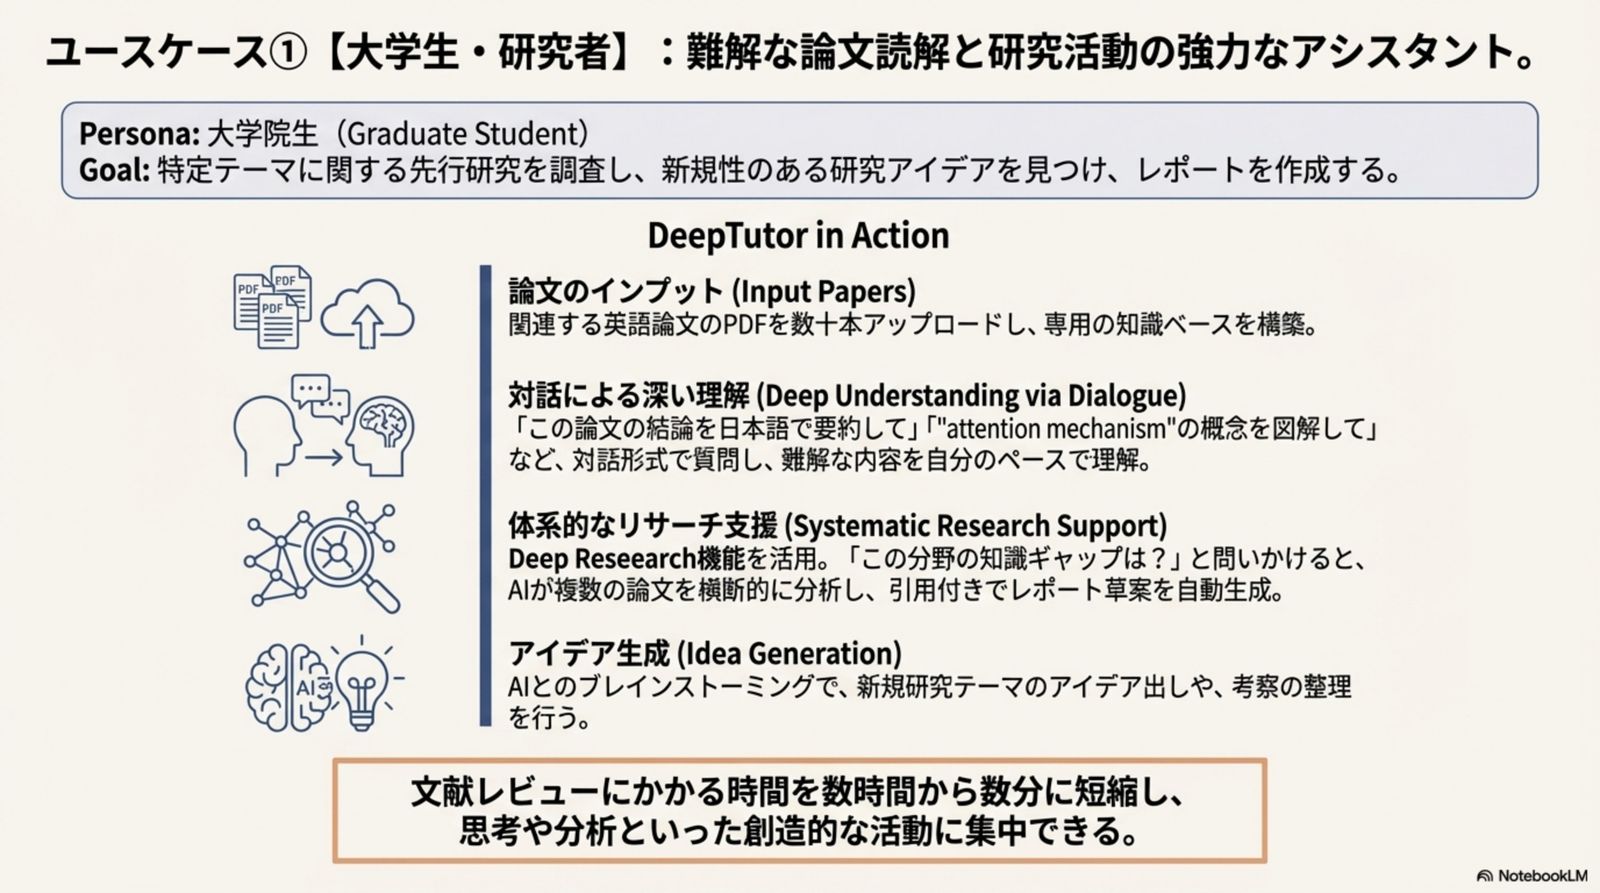 ユースケース①【大学生・研究者】：難解な論文読解と研究活動の強力なアシスタント。
Persona: 大学院生（Graduate Student）
Goal: 特定テーマに関する先行研究を調査し、新規性のある研究アイデアを見つけ、レポートを作成する。
DeepTutor in Action
PDF
PDF
PDF
論文のインプット (Input Papers)
関連する英語論文のPDFを数十本アップロードし、専用の知識ベースを構築。
対話による深い理解 (Deep Understanding via Dialogue)
「この論文の結論を日本語で要約して」「"attention mechanism"の概念を図解して」
など、対話形式で質問し、難解な内容を自分のペースで理解。
体系的なリサーチ支援 (Systematic Research Support)
Deep Reseearch機能を活用。「この分野の知識ギャップは？」と問いかけると、
AIが複数の論文を横断的に分析し、引用付きでレポート草案を自動生成。
AI
アイデア生成 (Idea Generation)
AIとのブレインストーミングで、新規研究テーマのアイデア出しや、考察の整理
を行う。
文献レビューにかかる時間を数時間から数分に短縮し、
思考や分析といった創造的な活動に集中できる。
NotebookLM